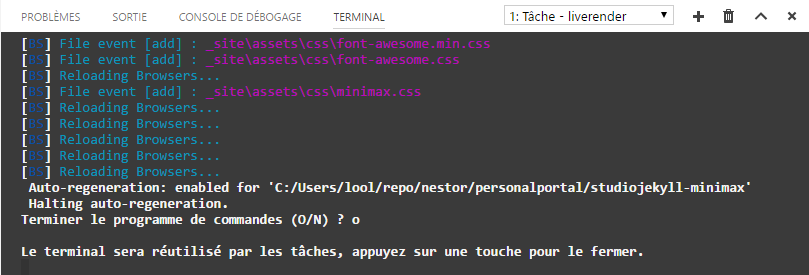 PROBLÈMES SORTIE CONSOLE DE DÉBOGAGE TERMINAL 1: Tâche - liverender
[BS] File event [add] : _site\assets\css\font-awesome.min.css
[BS] File event [add] : _site\assets\css\font-awesome.css
[BS] Reloading Browsers...
[BS] File event [add] : _site\assets\css\minimax.css
[BS] Reloading Browsers...
[BS] Reloading Browsers...
[BS] Reloading Browsers...
[BS] Reloading Browsers...
[BS] Reloading Browsers...
Auto-regeneration: enabled for 'C:/Users/lool/repo/nestor/personalportal/studiojekyll-minimax'
Halting auto-regeneration.
Terminer le programme de commandes (O/N) ? o
Le terminal sera réutilisé par les tâches, appuyez sur une touche pour le fermer.